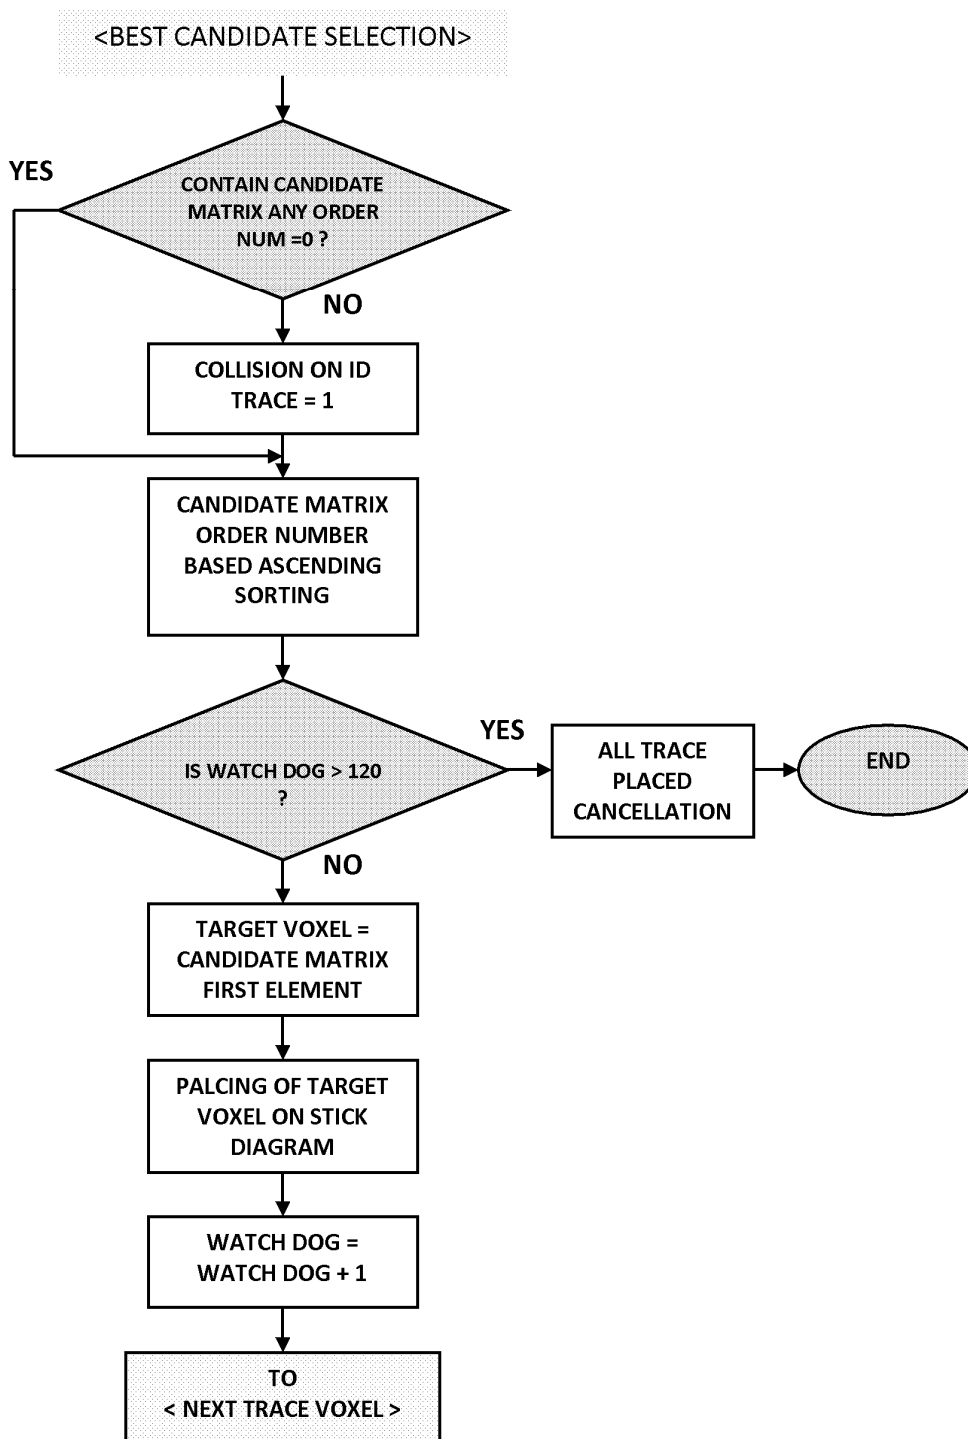 <BEST CANDIDATE SELECTION>
YES
CONTAIN CANDIDATE
MATRIX ANY ORDER
NUM =0 ?
NO
COLLISION ON ID
TRACE = 1
CANDIDATE MATRIX
ORDER NUMBER
BASED ASCENDING
SORTING
IS WATCH DOG > 120
?
YES
ALL TRACE
PLACED
CANCELLATION
END
NO
TARGET VOXEL =
CANDIDATE MATRIX
FIRST ELEMENT
PALCING OF TARGET
VOXEL ON STICK
DIAGRAM
WATCH DOG =
WATCH DOG + 1
TO
< NEXT TRACE VOXEL >